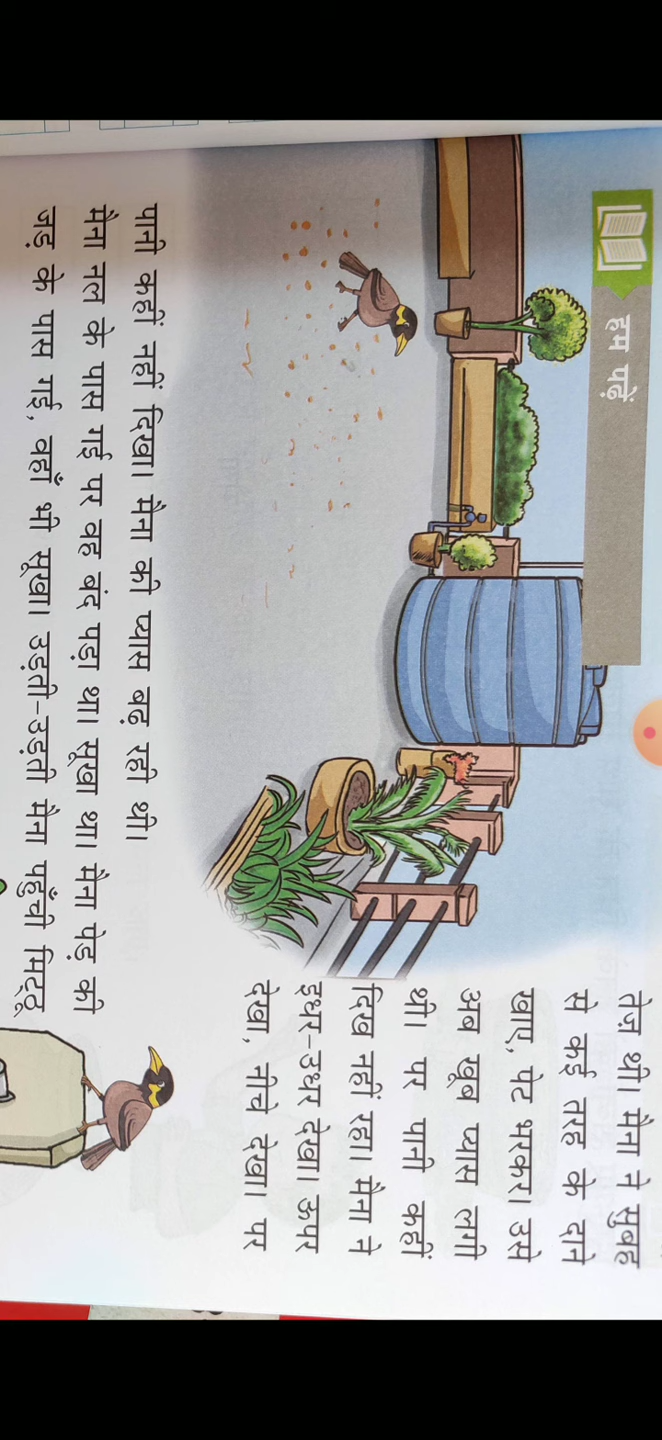 हम पढ़ें
तेज़ थी। मैना ने सुबह
से कई तरह के दाने
खाए, पेट भरकर। उसे
अब खूब प्यास लगी
थी। पर पानी कहीं
दिख नहीं रहा। मैना ने
इधर-उधर देखा। ऊपर
देखा, नीचे देखा। पर
पानी कहीं नहीं दिखा। मैना की प्यास बढ़ रही थी।
मैना नल के पास गई पर वह बंद पड़ा था। सूखा था। मैना पेड़ की
जड़ के पास गई, वहाँ भी सूखा। उड़ती-उड़ती मैना पहुँची मिट्ठू